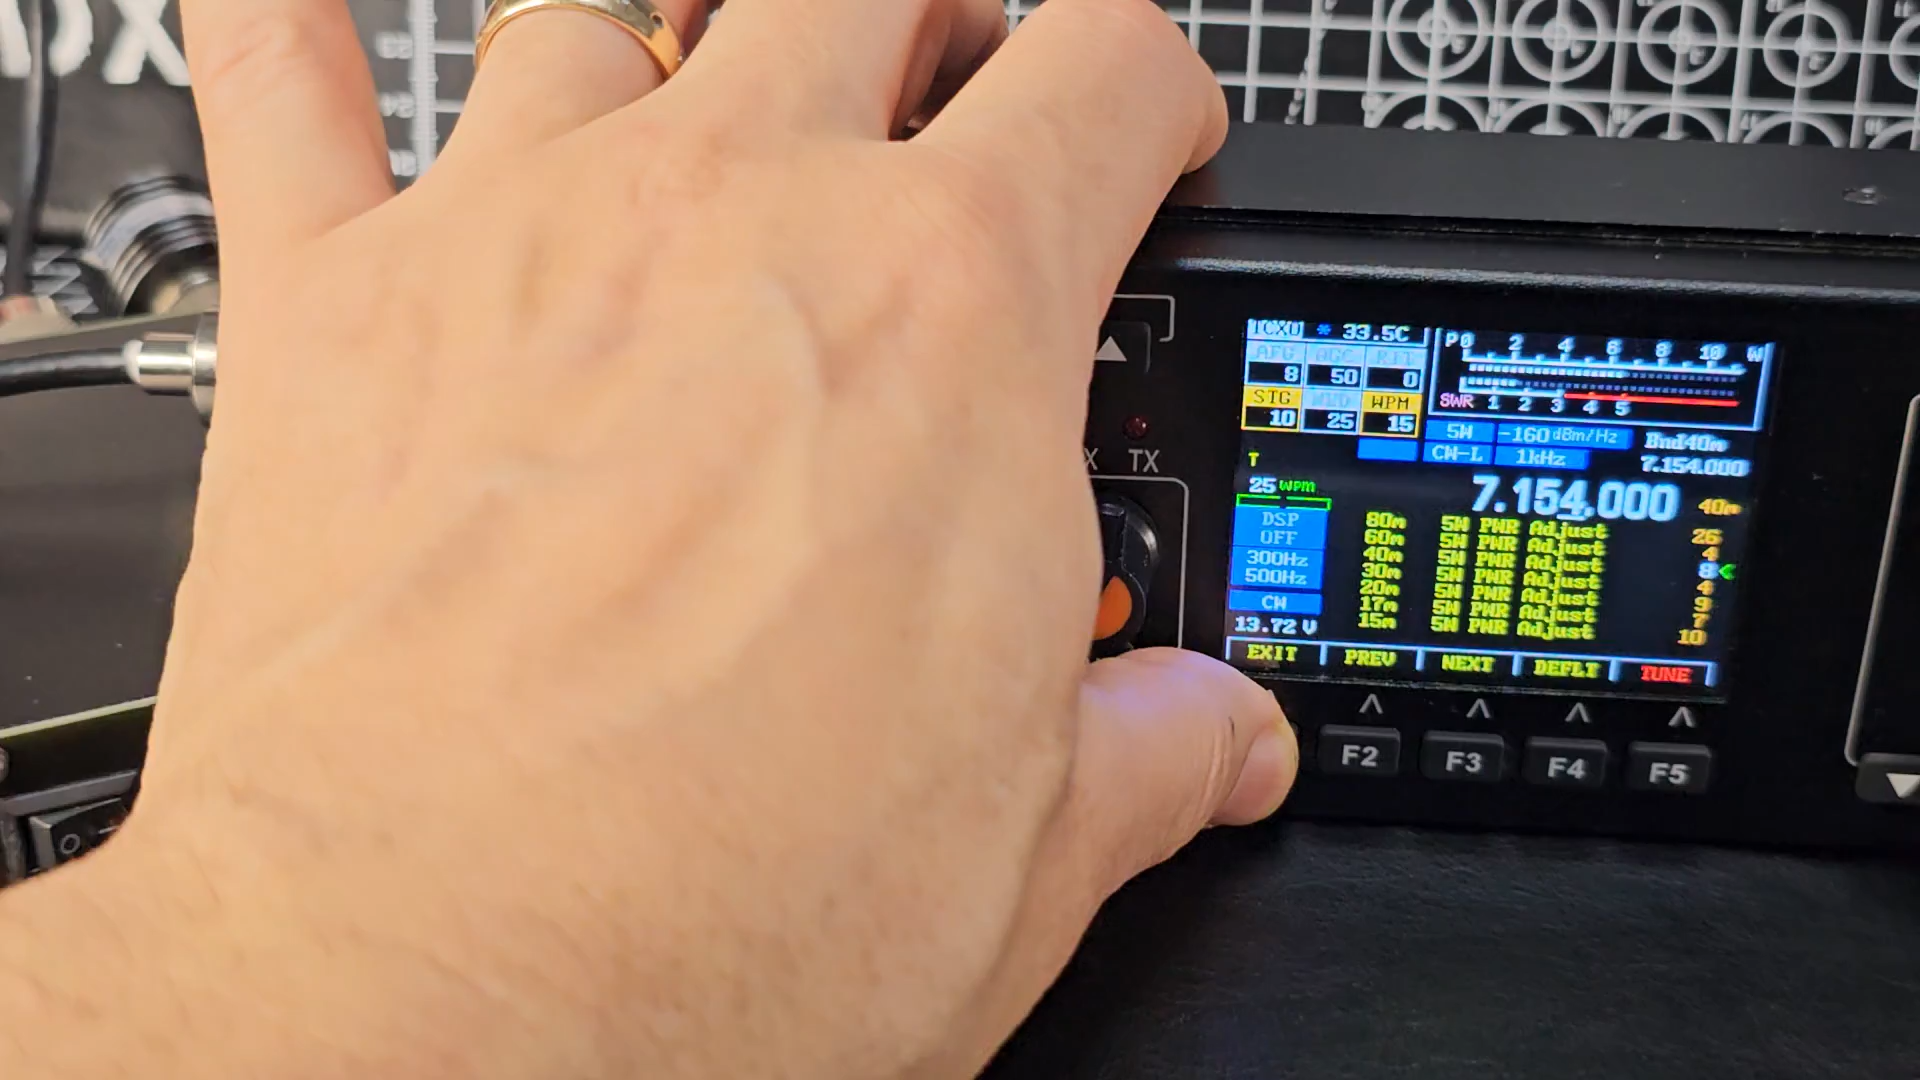 DX
TCXO * 33.5C
AFG AGC RIT
8 50 0
STG 10
25
WPM 15
P0 2 4 6 8 10 W
SWR 1 2 3 4 5
5W -160dBm/Hz Bnd40m
CW-L 1kHz 7.154.000
T
25 WPM
7.154.000 40m
DSP
OFF
300Hz
500Hz
CW
13.72 V
80m 5W PWR Adjust 26
60m 5W PWR Adjust 4
40m 5W PWR Adjust 8
30m 5W PWR Adjust 4
20m 5W PWR Adjust 9
17m 5W PWR Adjust 7
15m 5W PWR Adjust 10
EXIT PREV NEXT DEFLT TUNE
TX
F2 F3 F4 F5